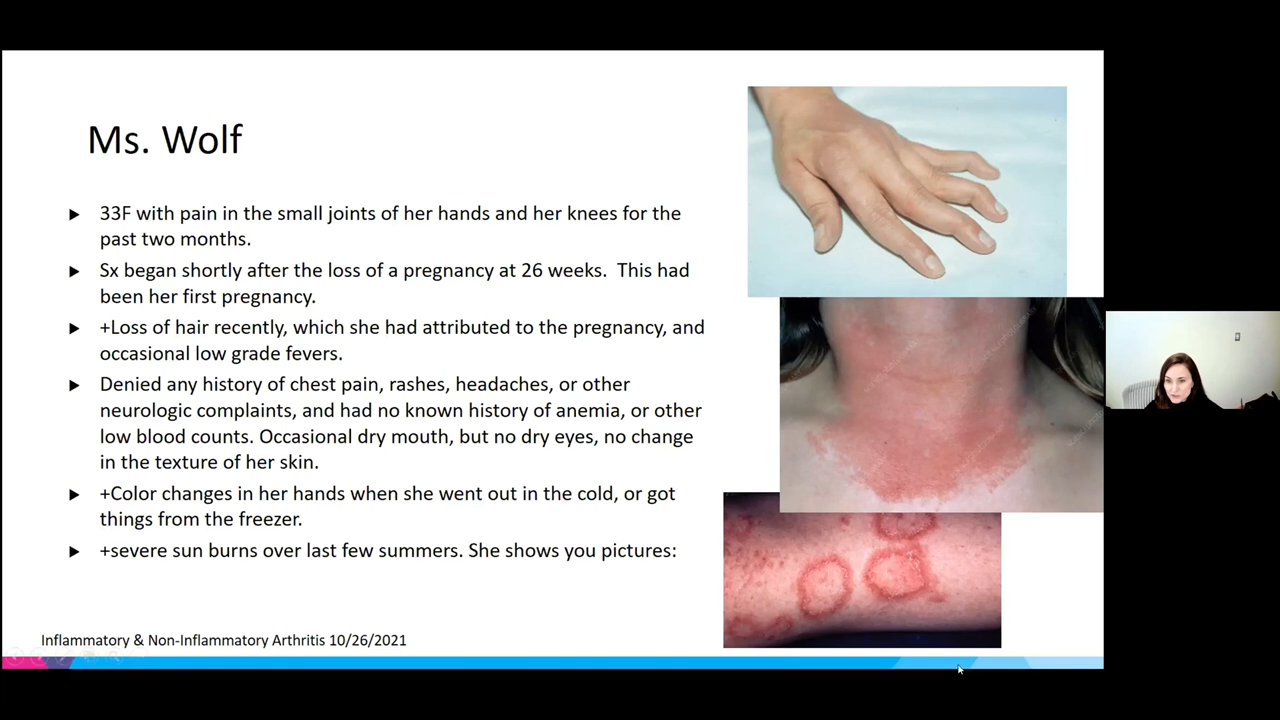 Ms. Wolf
33F with pain in the small joints of her hands and her knees for the
past two months.
Sx began shortly after the loss of a pregnancy at 26 weeks.  This had
been her first pregnancy.
+Loss of hair recently, which she had attributed to the pregnancy, and
occasional low grade fevers.
Denied any history of chest pain, rashes, headaches, or other
neurologic complaints, and had no known history of anemia, or other
low blood counts. Occasional dry mouth, but no dry eyes, no change
in the texture of her skin.
+Color changes in her hands when she went out in the cold, or got
things from the freezer.
+severe sun burns over last few summers. She shows you pictures:
Inflammatory & Non-Inflammatory Arthritis 10/26/2021